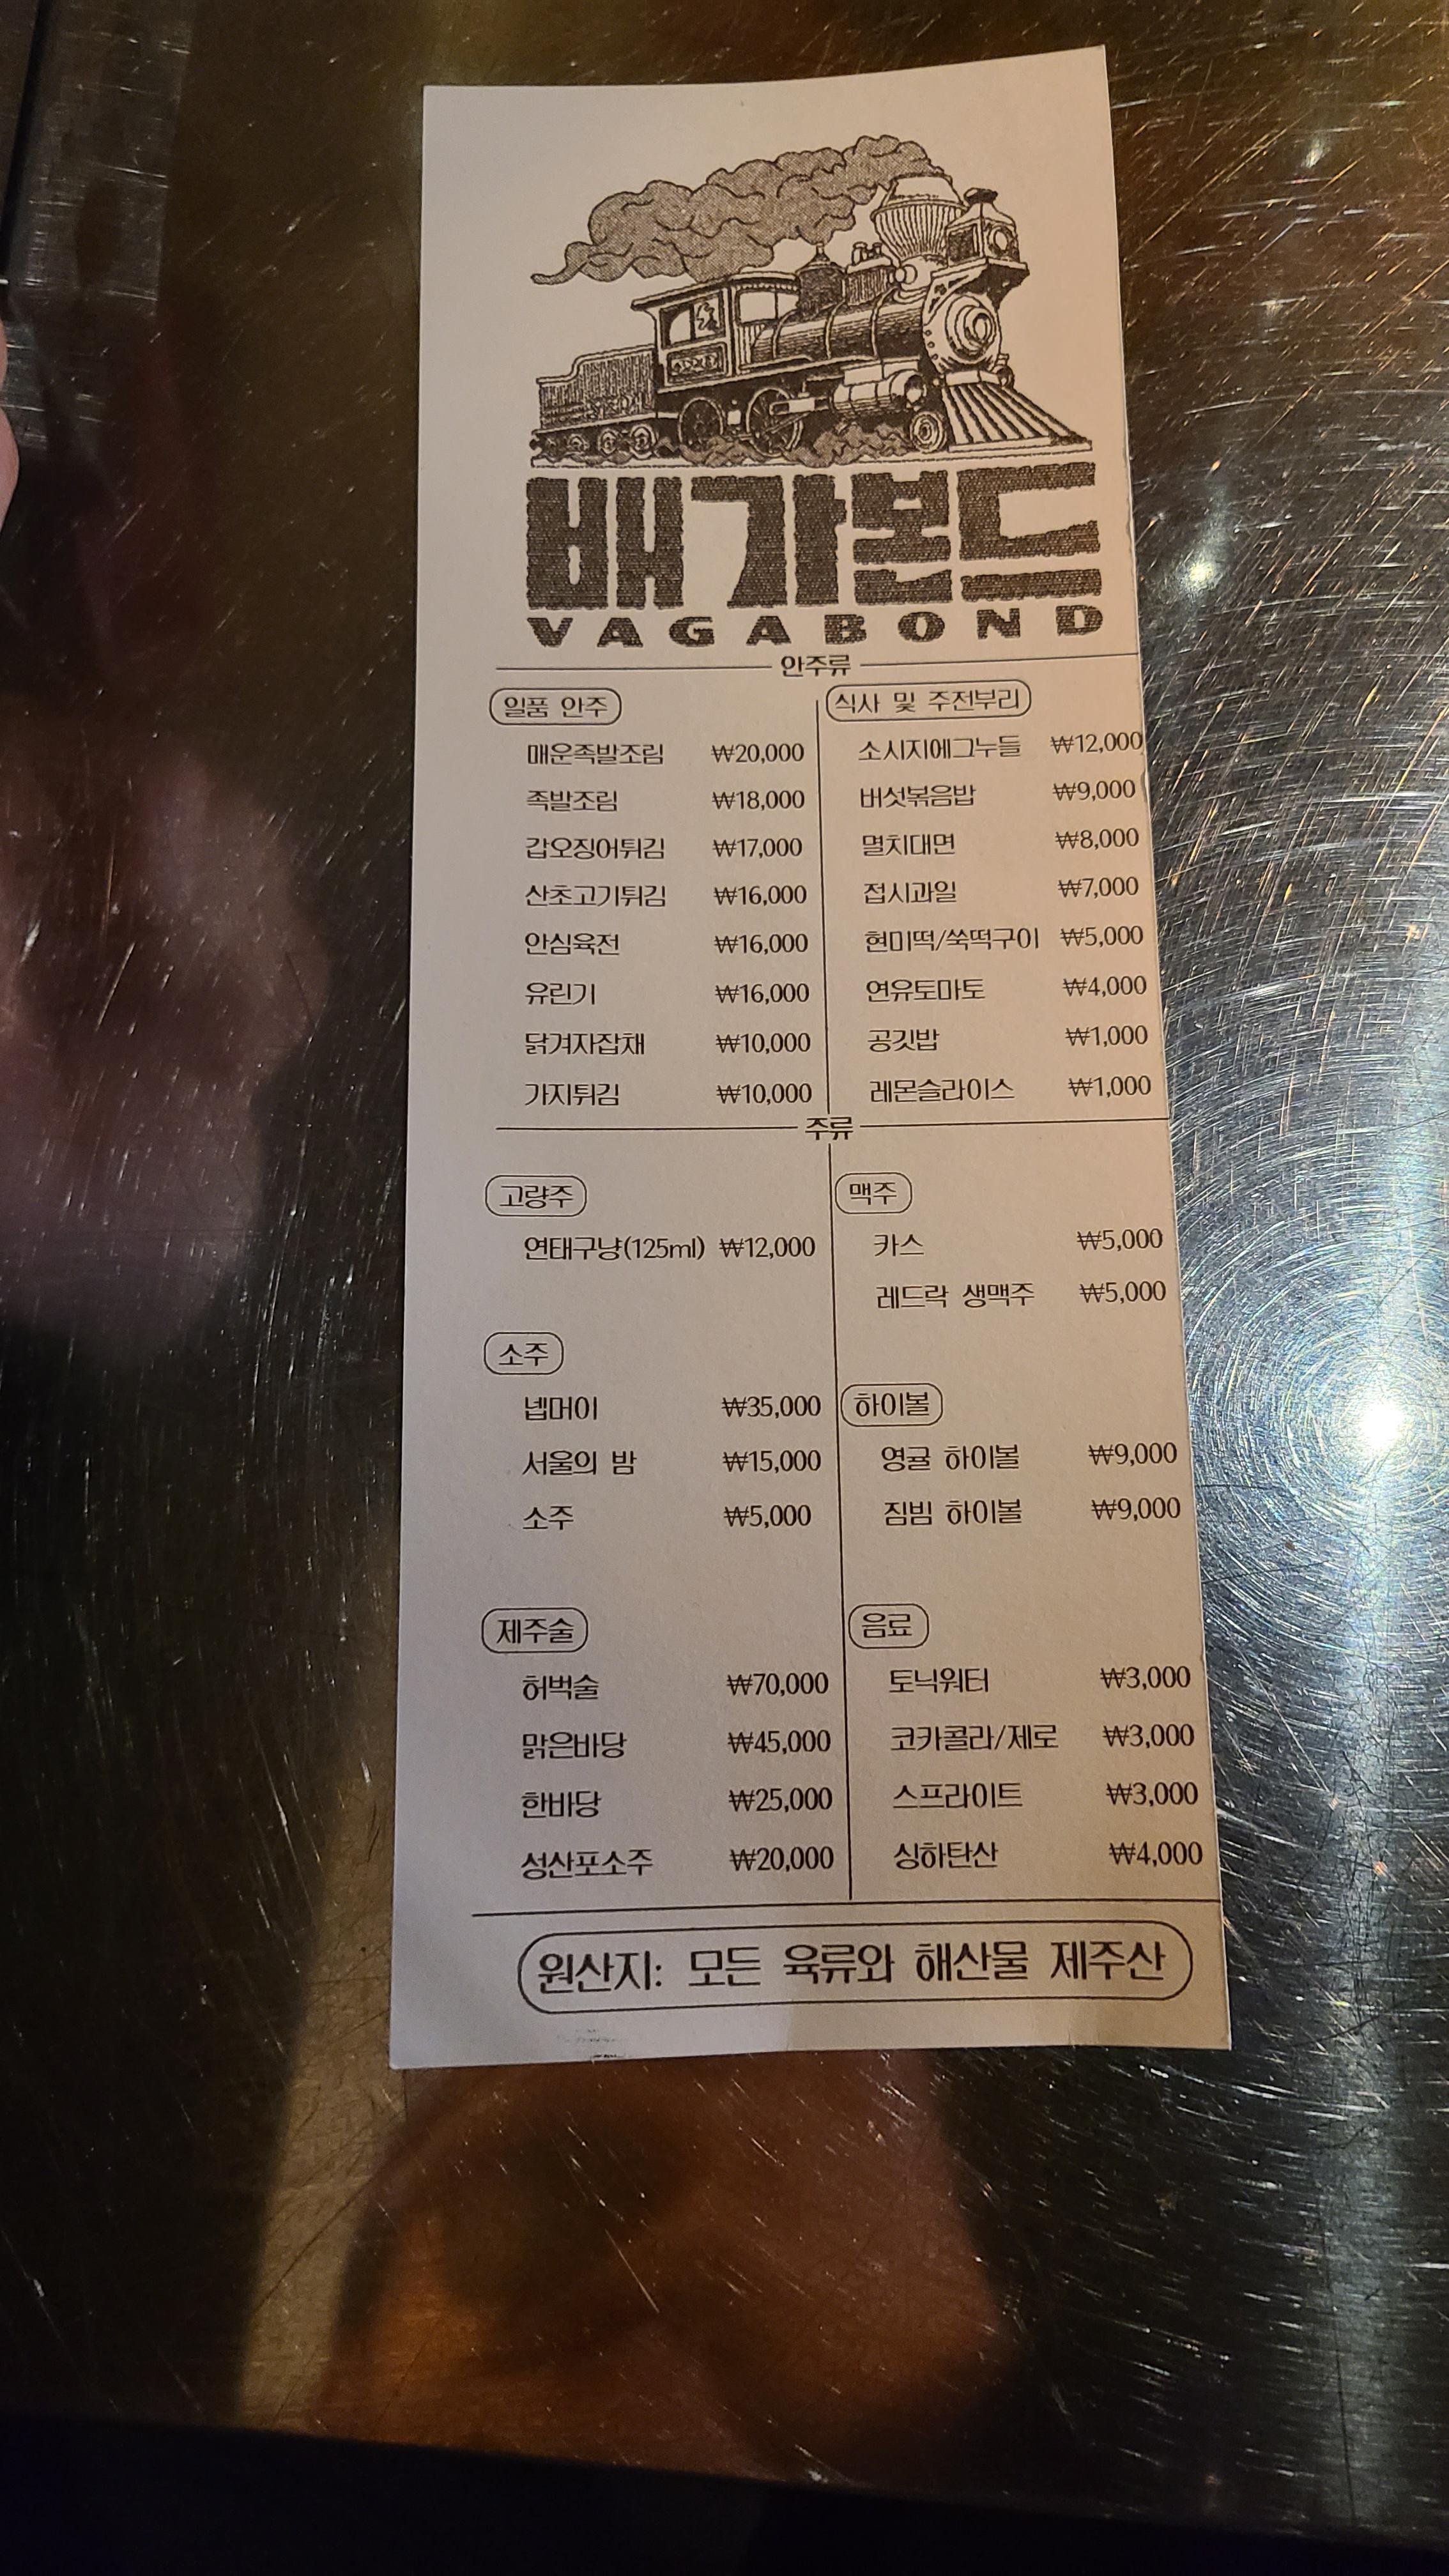 배가본드
VAGABOND
안주류
일품 안주
매운족발조림 ₩20,000
족발조림 ₩18,000
갑오징어튀김 ₩17,000
산초고기튀김 ₩16,000
안심육전 ₩16,000
유린기 ₩16,000
닭겨자잡채 ₩10,000
가지튀김 ₩10,000
식사 및 주전부리
소시지에그누들 ₩12,000
버섯볶음밥 ₩9,000
멸치대면 ₩8,000
접시과일 ₩7,000
현미떡/쑥떡구이 ₩5,000
연유토마토 ₩4,000
공깃밥 ₩1,000
레몬슬라이스 ₩1,000
주류
고량주
연태구냥(125ml) ₩12,000
소주
넵머이 ₩35,000
서울의 밤 ₩15,000
소주 ₩5,000
제주술
허벅술 ₩70,000
맑은바당 ₩45,000
한바당 ₩25,000
성산포소주 ₩20,000
맥주
카스 ₩5,000
레드락 생맥주 ₩5,000
하이볼
영귤 하이볼 ₩9,000
짐빔 하이볼 ₩9,000
음료
토닉워터 ₩3,000
코카콜라/제로 ₩3,000
스프라이트 ₩3,000
싱하탄산 ₩4,000
원산지: 모든 육류와 해산물 제주산